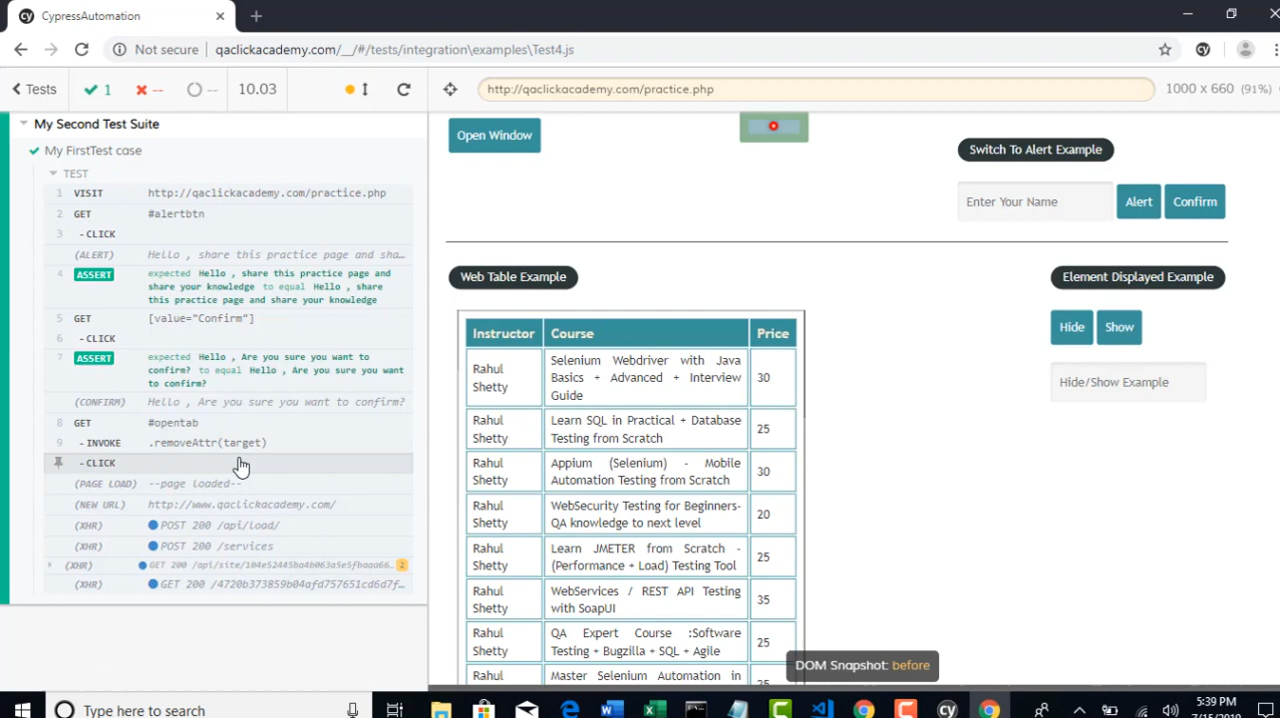 CypressAutomation
Not secure
qaclickacademy.com/__/#/tests/integration\examples\Test4.js
Tests
1
--
--
10.03
http://qaclickacademy.com/practice.php
1000 x 660 (91%)
My Second Test Suite
My FirstTest case
TEST
1 VISIT http://qaclickacademy.com/practice.php
2 GET #alertbtn
3 - CLICK
(ALERT) Hello , share this practice page and sha...
4 ASSERT expected Hello , share this practice page and
share your knowledge to equal Hello , share
this practice page and share your knowledge
5 GET [value="Confirm"]
6 - CLICK
7 ASSERT expected Hello , Are you sure you want to
confirm? to equal Hello , Are you sure you want
to confirm?
(CONFIRM) Hello , Are you sure you want to confirm?
8 GET #opentab
9 - INVOKE .removeAttr(target)
- CLICK
(PAGE LOAD) --page loaded--
(NEW URL) http://www.qaclickacademy.com/
(XHR) POST 200 /api/load/
(XHR) POST 200 /services
(XHR) GET 200 /api/site/104e52445ba4b063a5e5fbaaa66... 2
(XHR) GET 200 /4720b373859b04afd757651cd6d7f...
Open Window
Switch To Alert Example
Enter Your Name
Alert
Confirm
Web Table Example
Element Displayed Example
Hide
Show
Hide/Show Example
Instructor Course Price
Rahul Shetty Selenium Webdriver with Java Basics + Advanced + Interview Guide 30
Rahul Shetty Learn SQL in Practical + Database Testing from Scratch 25
Rahul Shetty Appium (Selenium) - Mobile Automation Testing from Scratch 30
Rahul Shetty WebSecurity Testing for Beginners-QA knowledge to next level 20
Rahul Shetty Learn JMETER from Scratch - (Performance + Load) Testing Tool 25
Rahul Shetty WebServices / REST API Testing with SoapUI 35
Rahul Shetty QA Expert Course :Software Testing + Bugzilla + SQL + Agile 25
Rahul Master Selenium Automation in 25
DOM Snapshot: before
Type here to search
5:39 PM